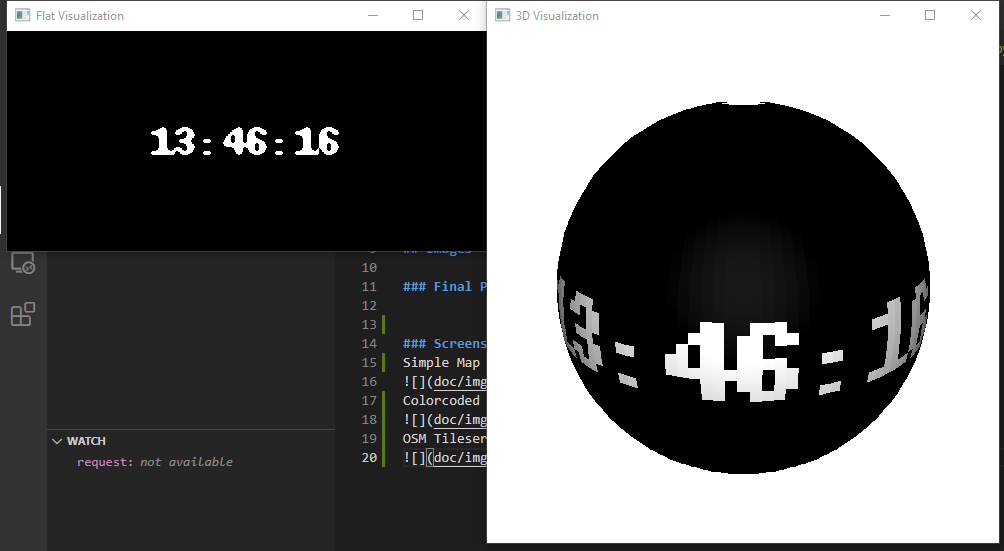 Flat Visualization
13:46:16
3D Visualization
13:46:16
10
11 ### Final P
12
13
14 ### Screens
15 Simple Map
16 ![](doc/img
17 Colorcoded
18 ![](doc/img
19 OSM Tileser
20 ![](doc/img
WATCH
request: not available